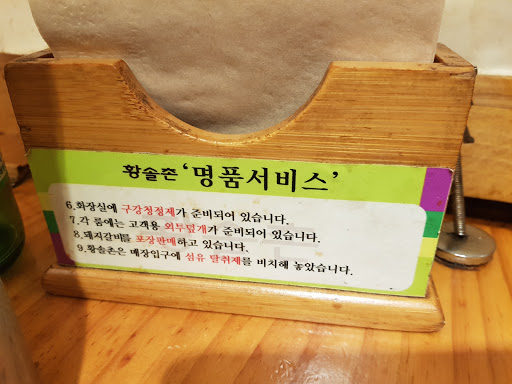 황솔촌 '명품서비스'
6.화장실에 구강청정제가 준비되어 있습니다.
7.각 룸에는 고객용 외투덮개가 준비되어 있습니다.
8.돼지갈비를 포장판매하고 있습니다.
9.황솔촌은 매장입구에 섬유 탈취제를 비치해 놓았습니다.